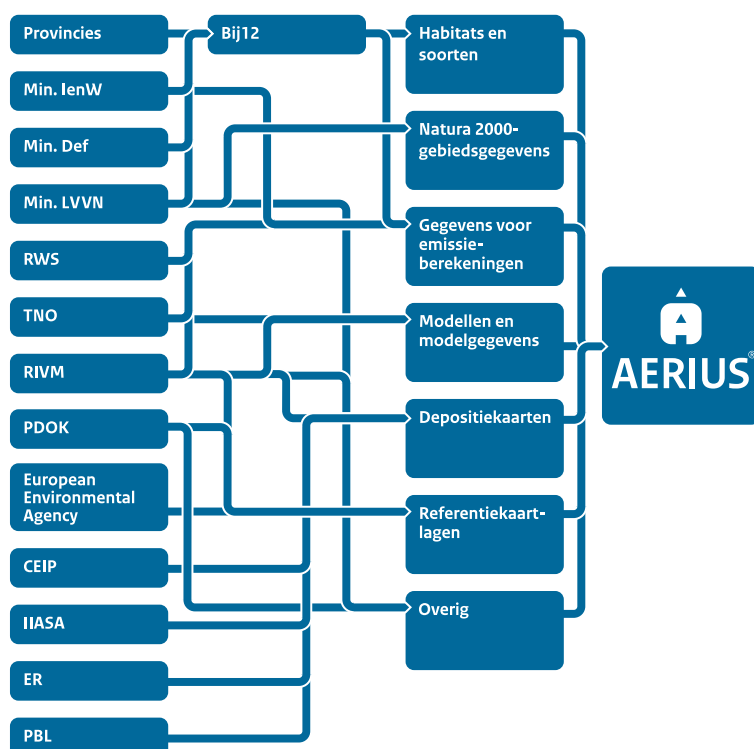 Provincies
Min. IenW
Min. Def
Min. LVVN
RWS
TNO
RIVM
PDOK
European
Environmental
Agency
CEIP
IIASA
ER
PBL
Bij12
Habitats en
soorten
Natura 2000-
gebiedsgegevens
Gegevens voor
emissie-
berekeningen
Modellen en
modelgegevens
Depositiekaarten
Referentiekaart-
lagen
Overig
AERIUS®